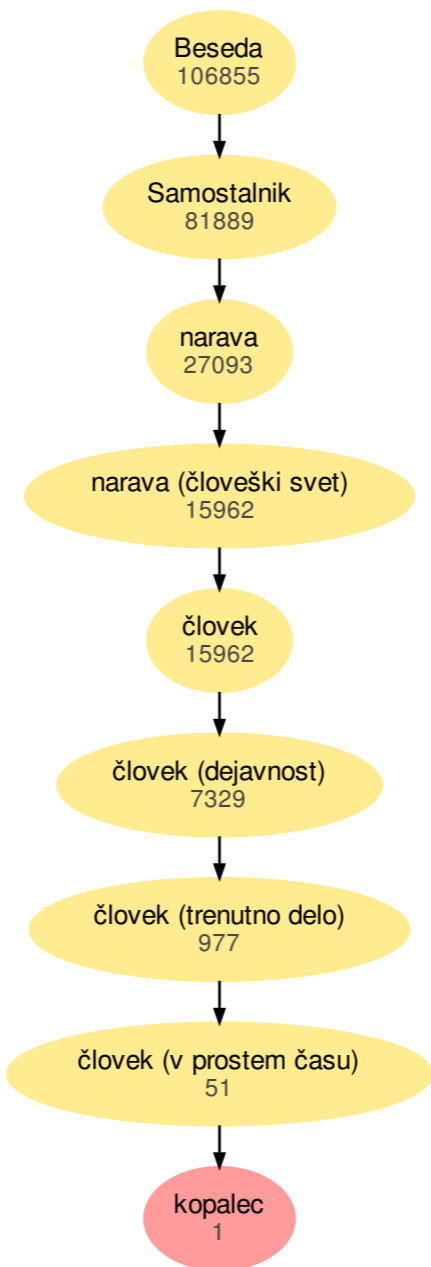 Beseda
106855
Samostalnik
81889
narava
27093
narava (človeški svet)
15962
človek
15962
človek (dejavnost)
7329
človek (trenutno delo)
977
človek (v prostem času)
51
kopalec
1